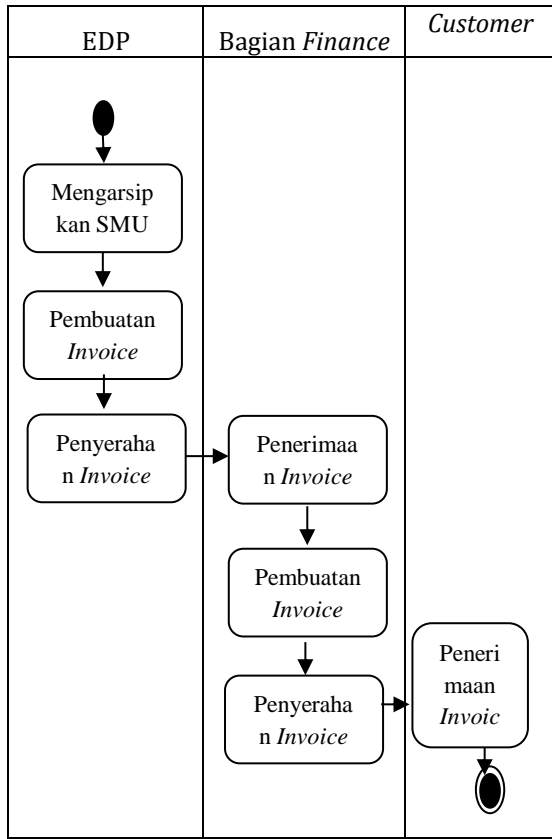 EDP
Bagian Finance
Customer
Mengarsip
kan SMU
Pembuatan
Invoice
Penyeraha
n Invoice
Penerimaa
n Invoice
Pembuatan
Invoice
Penyeraha
n Invoice
Peneri
maan
Invoic